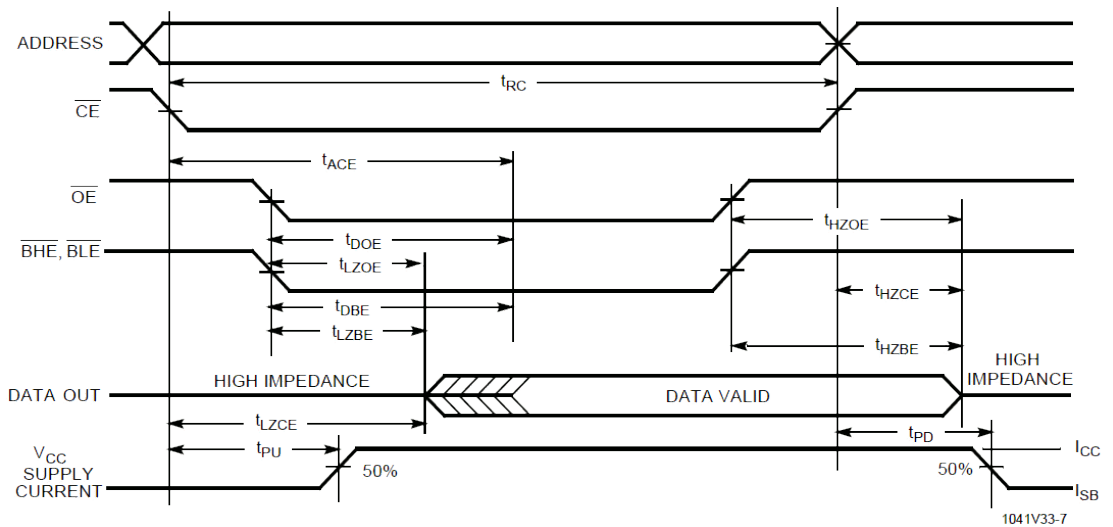 ADDRESS
tRC
CE
tACE
OE
tHZOE
tDOE
BHE, BLE
tLZOE
tHZCE
tDBE
tLZBE
tHZBE
HIGH IMPEDANCE
HIGH
IMPEDANCE
DATA OUT
DATA VALID
tLZCE
tPU
tPD
VCC
SUPPLY
CURRENT
50%
50%
ICC
ISB
1041V33-7